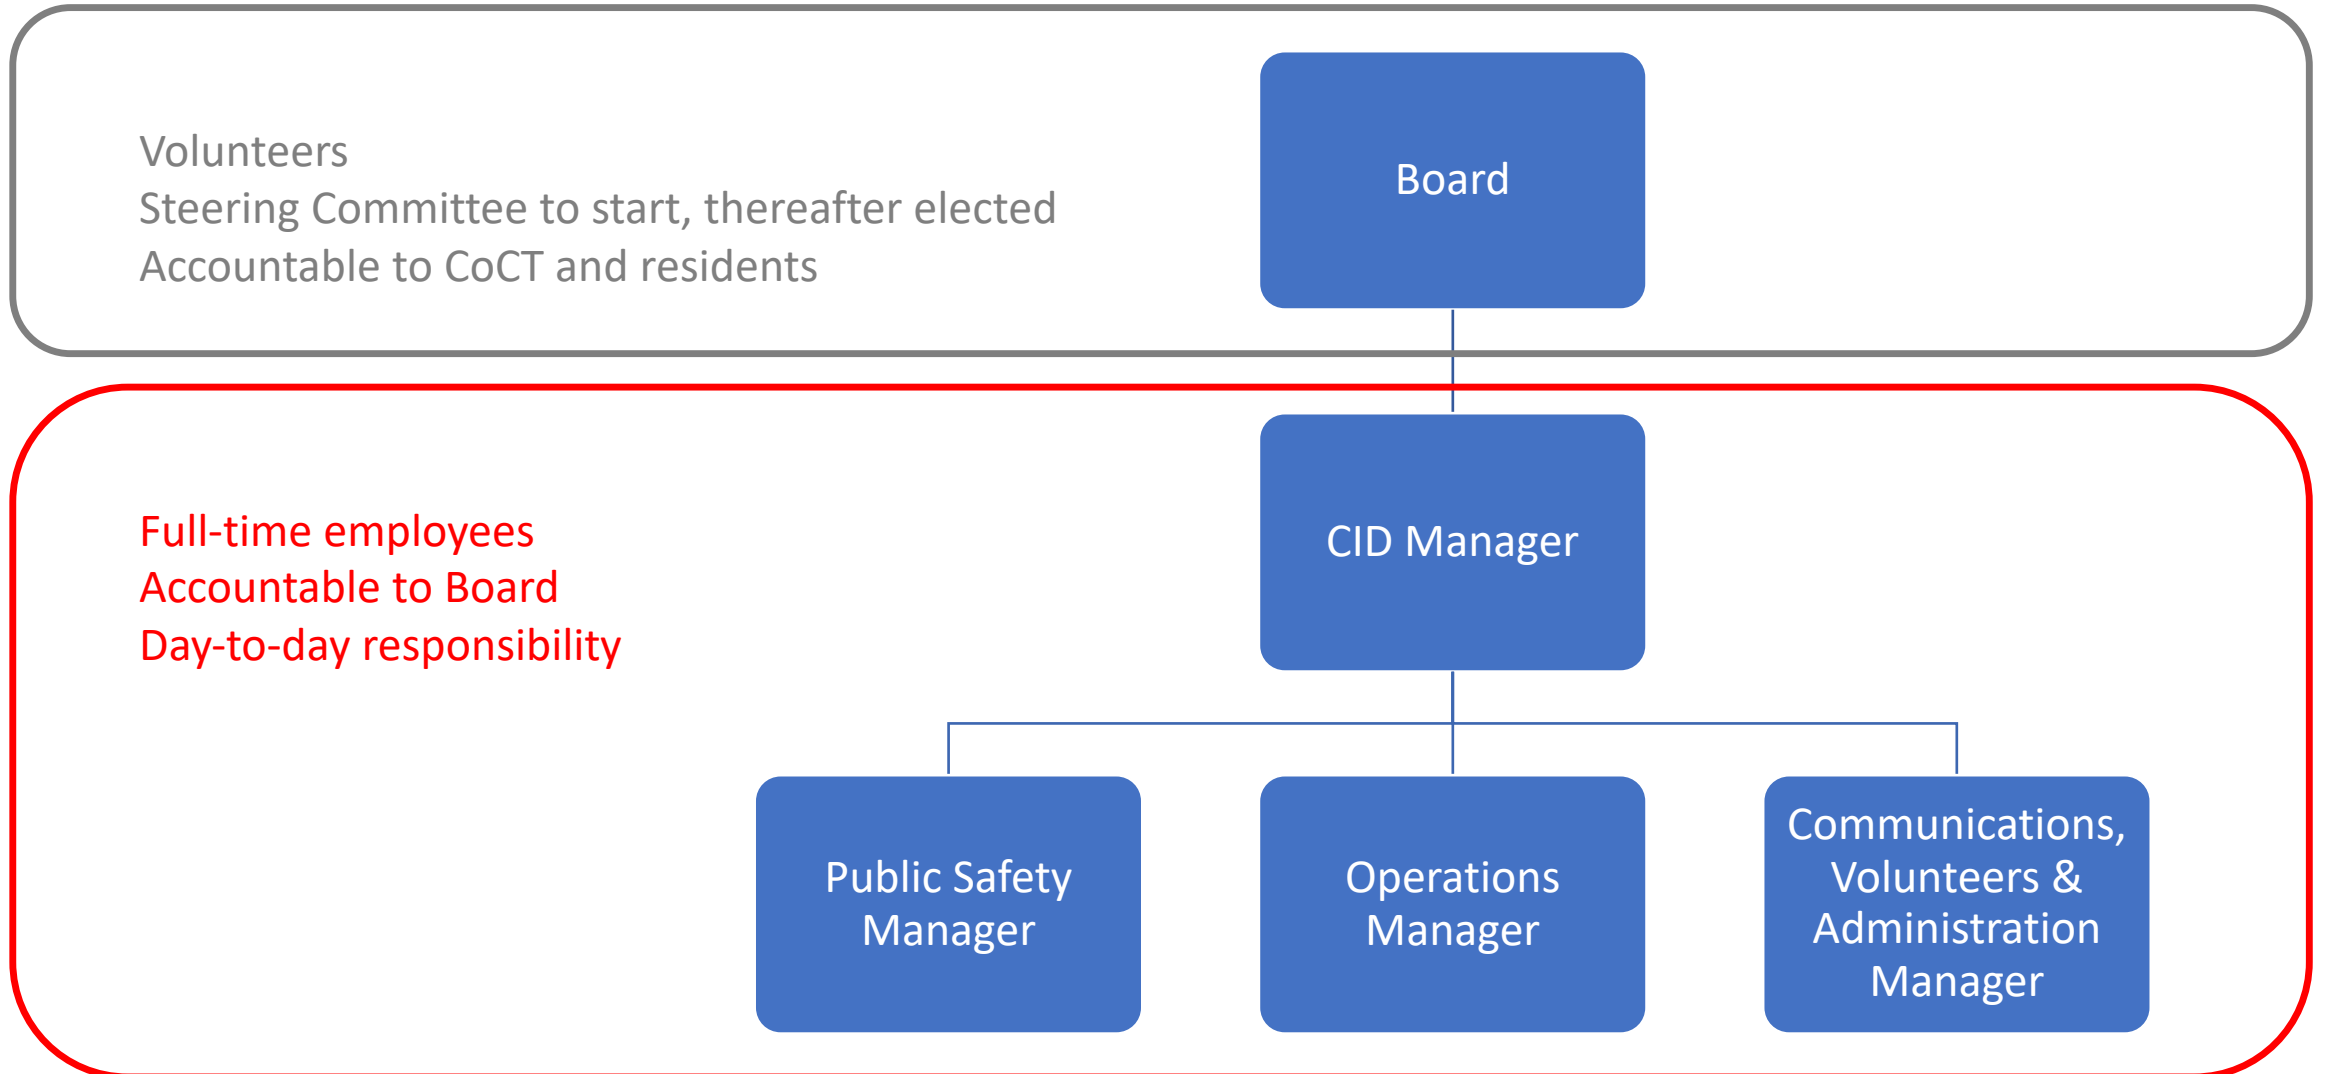 Volunteers
Steering Committee to start, thereafter elected
Accountable to CoCT and residents
Board
Full-time employees
Accountable to Board
Day-to-day responsibility
CID Manager
Public Safety
Manager
Operations
Manager
Communications,
Volunteers &
Administration
Manager